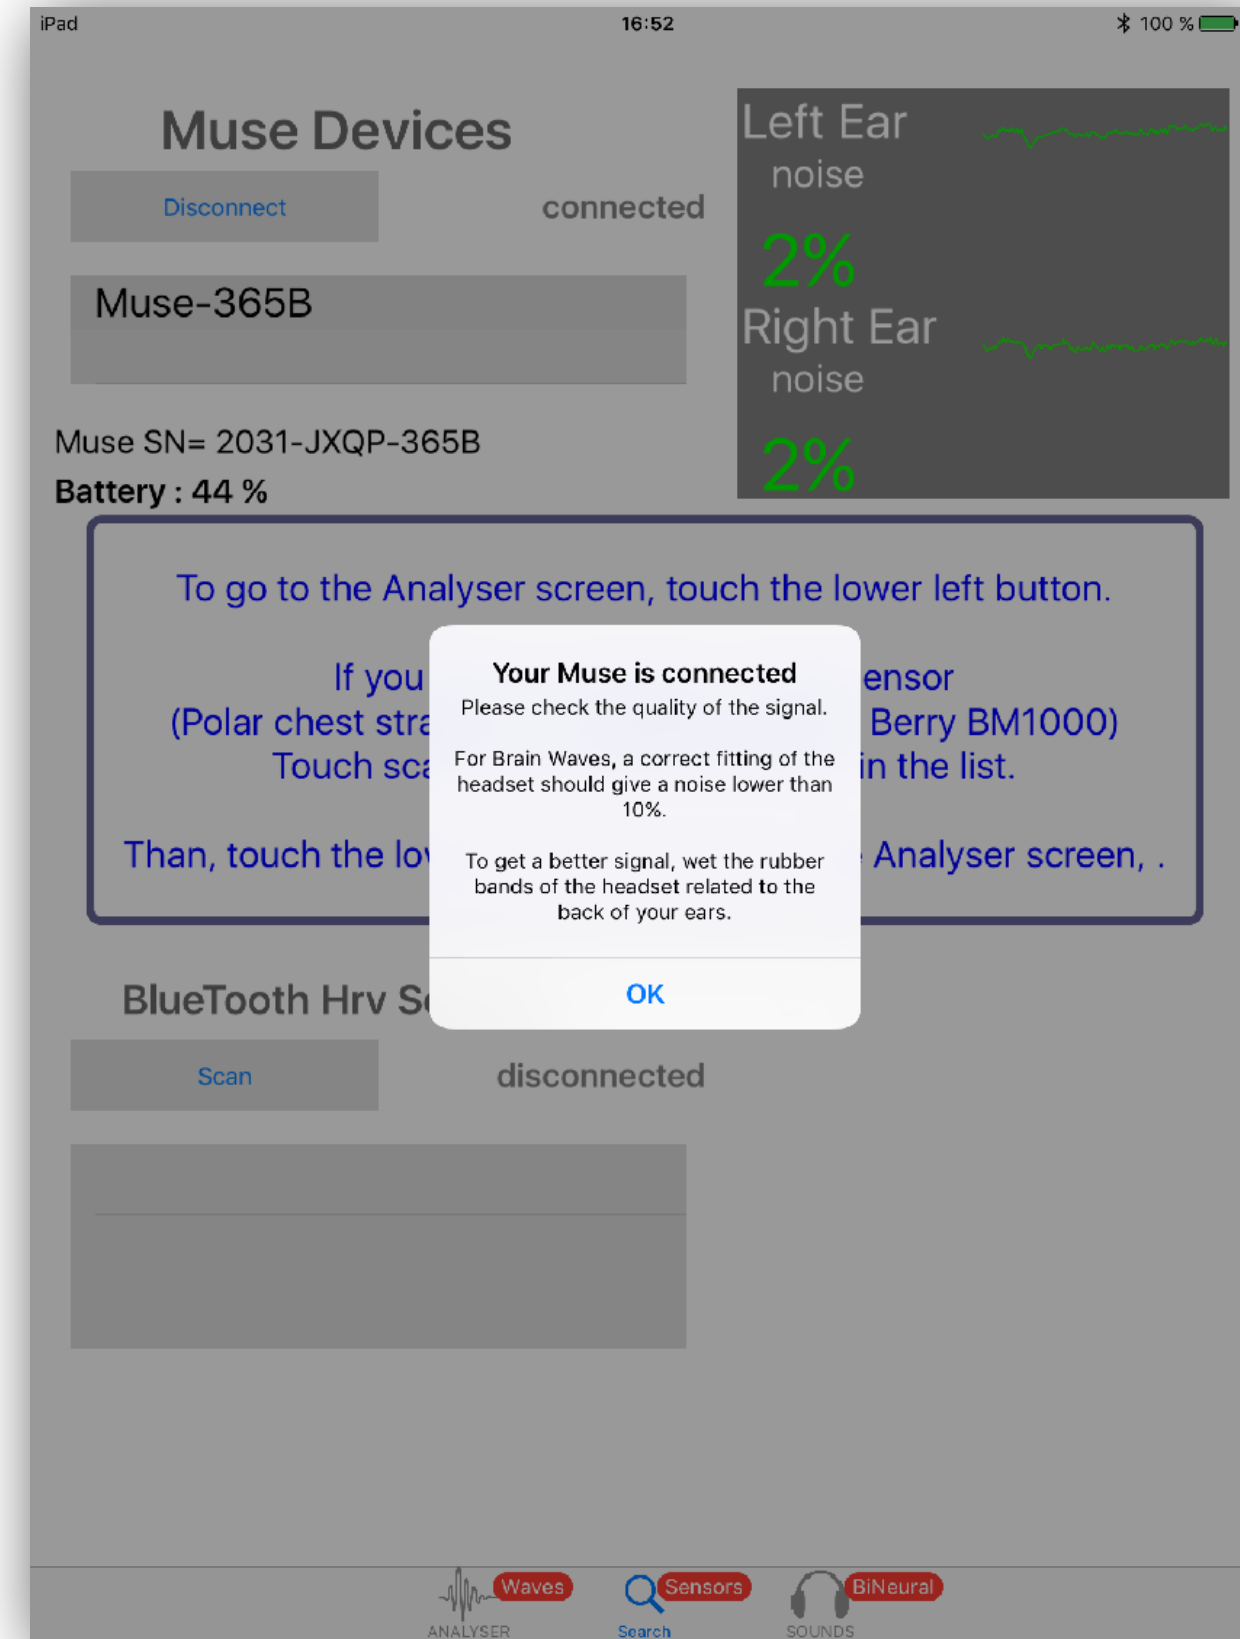 iPad 16:52 100 %
Muse Devices
Disconnect connected
Muse-365B
Muse SN= 2031-JXQP-365B
Battery : 44 %
Left Ear
noise
2%
Right Ear
noise
2%
To go to the Analyser screen, touch the lower left button.
If you ensor
(Polar chest stra Berry BM1000)
Touch sca in the list.
Than, touch the lov Analyser screen, .
Your Muse is connected
Please check the quality of the signal.
For Brain Waves, a correct fitting of the
headset should give a noise lower than
10%.
To get a better signal, wet the rubber
bands of the headset related to the
back of your ears.
OK
BlueTooth Hrv S
Scan disconnected
Waves Sensors BiNeural
ANALYSER Search SOUNDS